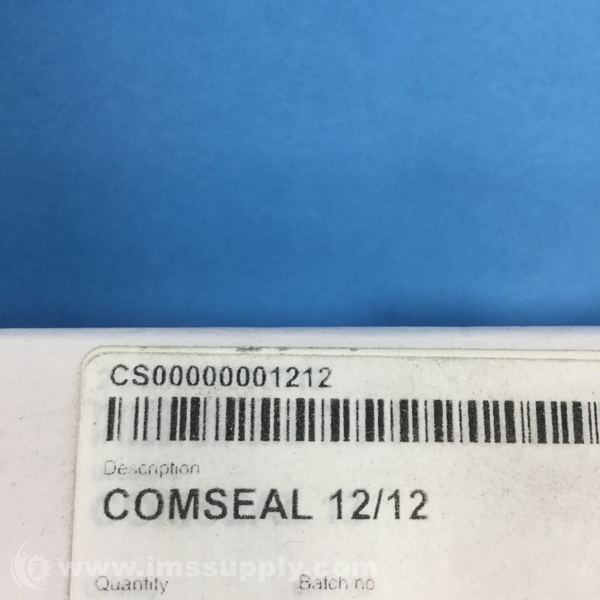 CS00000001212
Description
COMSEAL 12/12
Quantity Batch no
www.imssupply.com